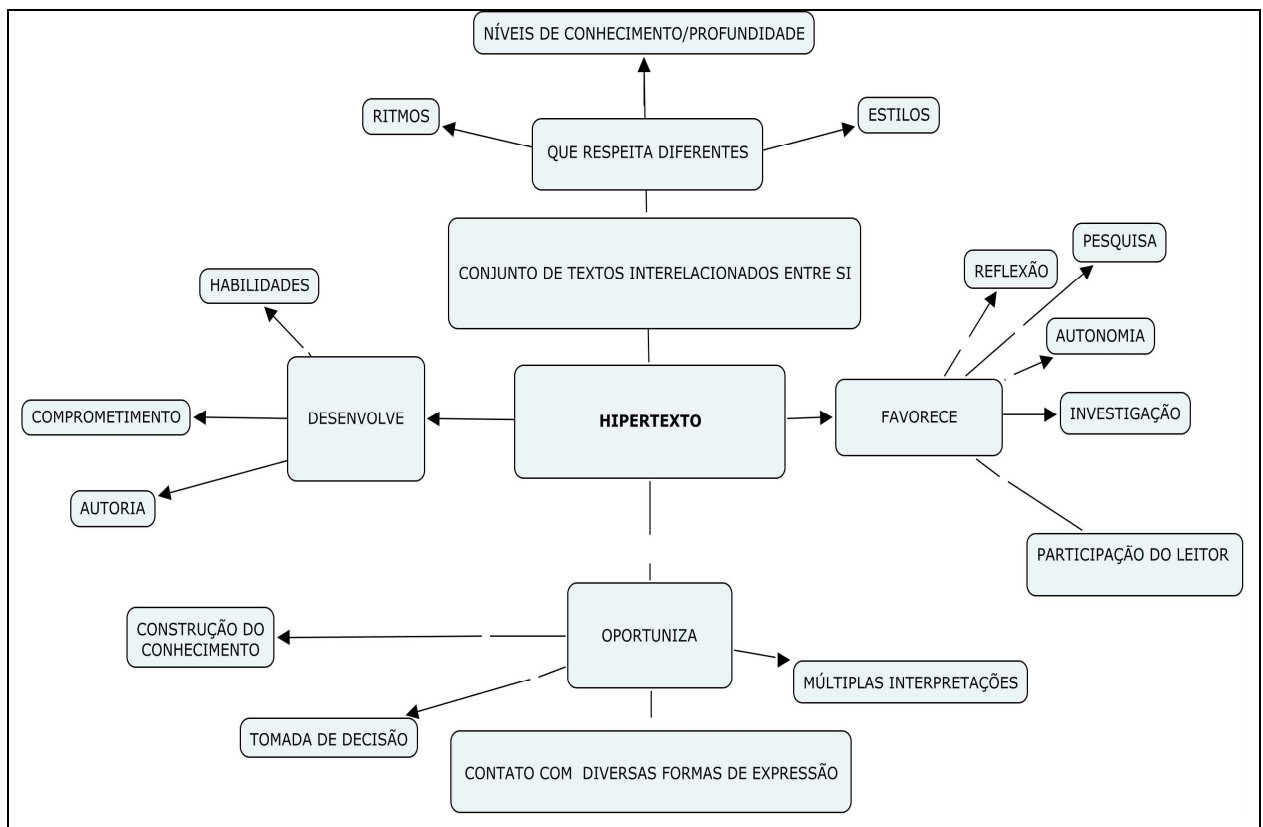 NÍVEIS DE CONHECIMENTO/PROFUNDIDADE
RITMOS
ESTILOS
QUE RESPEITA DIFERENTES
CONJUNTO DE TEXTOS INTERELACIONADOS ENTRE SI
PESQUISA
REFLEXÃO
HABILIDADES
AUTONOMIA
COMPROMETIMENTO
DESENVOLVE
HIPERTEXTO
FAVORECE
INVESTIGAÇÃO
AUTORIA
PARTICIPAÇÃO DO LEITOR
CONSTRUÇÃO DO
CONHECIMENTO
OPORTUNIZA
MÚLTIPLAS INTERPRETAÇÕES
TOMADA DE DECISÃO
CONTATO COM DIVERSAS FORMAS DE EXPRESSÃO